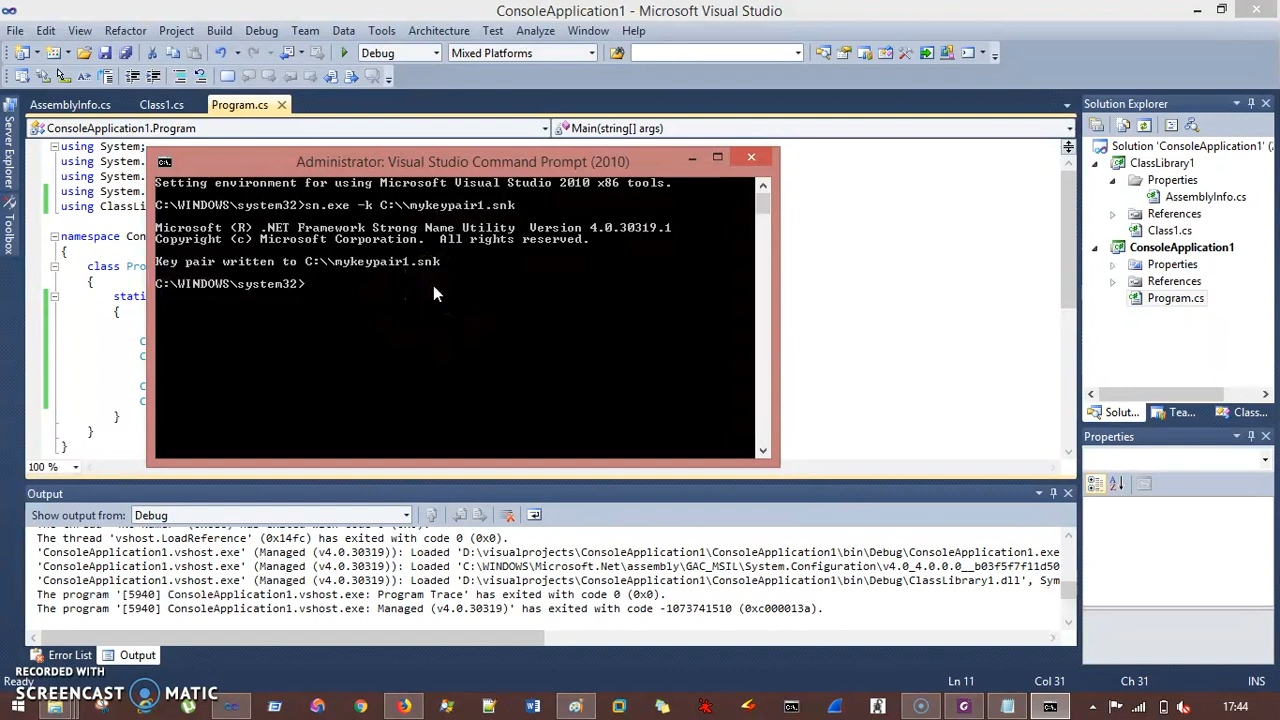 ConsoleApplication1 - Microsoft Visual Studio
File Edit View Refactor Project Build Debug Team Data Tools Architecture Test Analyze Window Help
Debug Mixed Platforms
AssemblyInfo.cs Class1.cs Program.cs
ConsoleApplication1.Program Main(string[] args)
Server Explorer
Toolbox
using System;
using System.
using System.
using System.
using ClassL
namespace Con
{
class Pro
{
stati
{
C
C
C
C
}
}
}
100 %
Administrator: Visual Studio Command Prompt (2010)
Setting environment for using Microsoft Visual Studio 2010 x86 tools.
C:\WINDOWS\system32>sn.exe -k C:\\mykeypair1.snk
Microsoft (R) .NET Framework Strong Name Utility Version 4.0.30319.1
Copyright (c) Microsoft Corporation. All rights reserved.
Key pair written to C:\\mykeypair1.snk
C:\WINDOWS\system32>
Solution Explorer
Solution 'ConsoleApplication1' (
ClassLibrary1
Properties
AssemblyInfo.cs
References
Class1.cs
ConsoleApplication1
Properties
References
Program.cs
Solut... Tea... Class...
Properties
Output
Show output from: Debug
The thread 'vshost.LoadReference' (0x14fc) has exited with code 0 (0x0).
'ConsoleApplication1.vshost.exe' (Managed (v4.0.30319)): Loaded 'D:\visualprojects\ConsoleApplication1\ConsoleApplication1\bin\Debug\ConsoleApplication1.exe
'ConsoleApplication1.vshost.exe' (Managed (v4.0.30319)): Loaded 'C:\WINDOWS\Microsoft.Net\assembly\GAC_MSIL\System.Configuration\v4.0_4.0.0.0__b03f5f7f11d50
'ConsoleApplication1.vshost.exe' (Managed (v4.0.30319)): Loaded 'D:\visualprojects\ConsoleApplication1\ConsoleApplication1\bin\Debug\ClassLibrary1.dll', Sym
The program '[5940] ConsoleApplication1.vshost.exe: Program Trace' has exited with code 0 (0x0).
The program '[5940] ConsoleApplication1.vshost.exe: Managed (v4.0.30319)' has exited with code -1073741510 (0xc000013a).
Error List Output
Ready Ln 11 Col 31 Ch 31 INS
RECORDED WITH
SCREENCAST MATIC
17:44